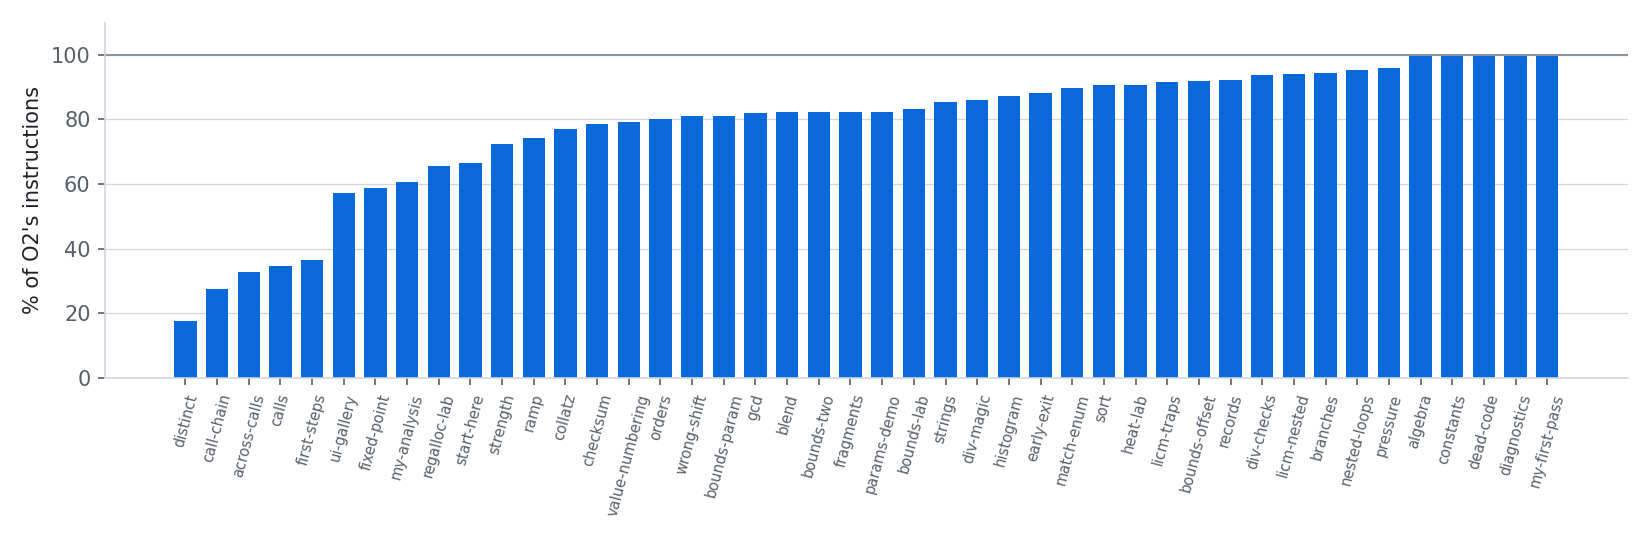 % of O2's instructions
100
80
60
40
20
0
distinct
call-chain
across-calls
calls
first-steps
ui-gallery
fixed-point
my-analysis
regalloc-lab
start-here
strength
ramp
collatz
checksum
value-numbering
orders
wrong-shift
bounds-param
gcd
blend
bounds-two
fragments
params-demo
bounds-lab
strings
div-magic
histogram
early-exit
match-enum
sort
heat-lab
licm-traps
bounds-offset
records
div-checks
licm-nested
branches
nested-loops
pressure
algebra
constants
dead-code
diagnostics
my-first-pass